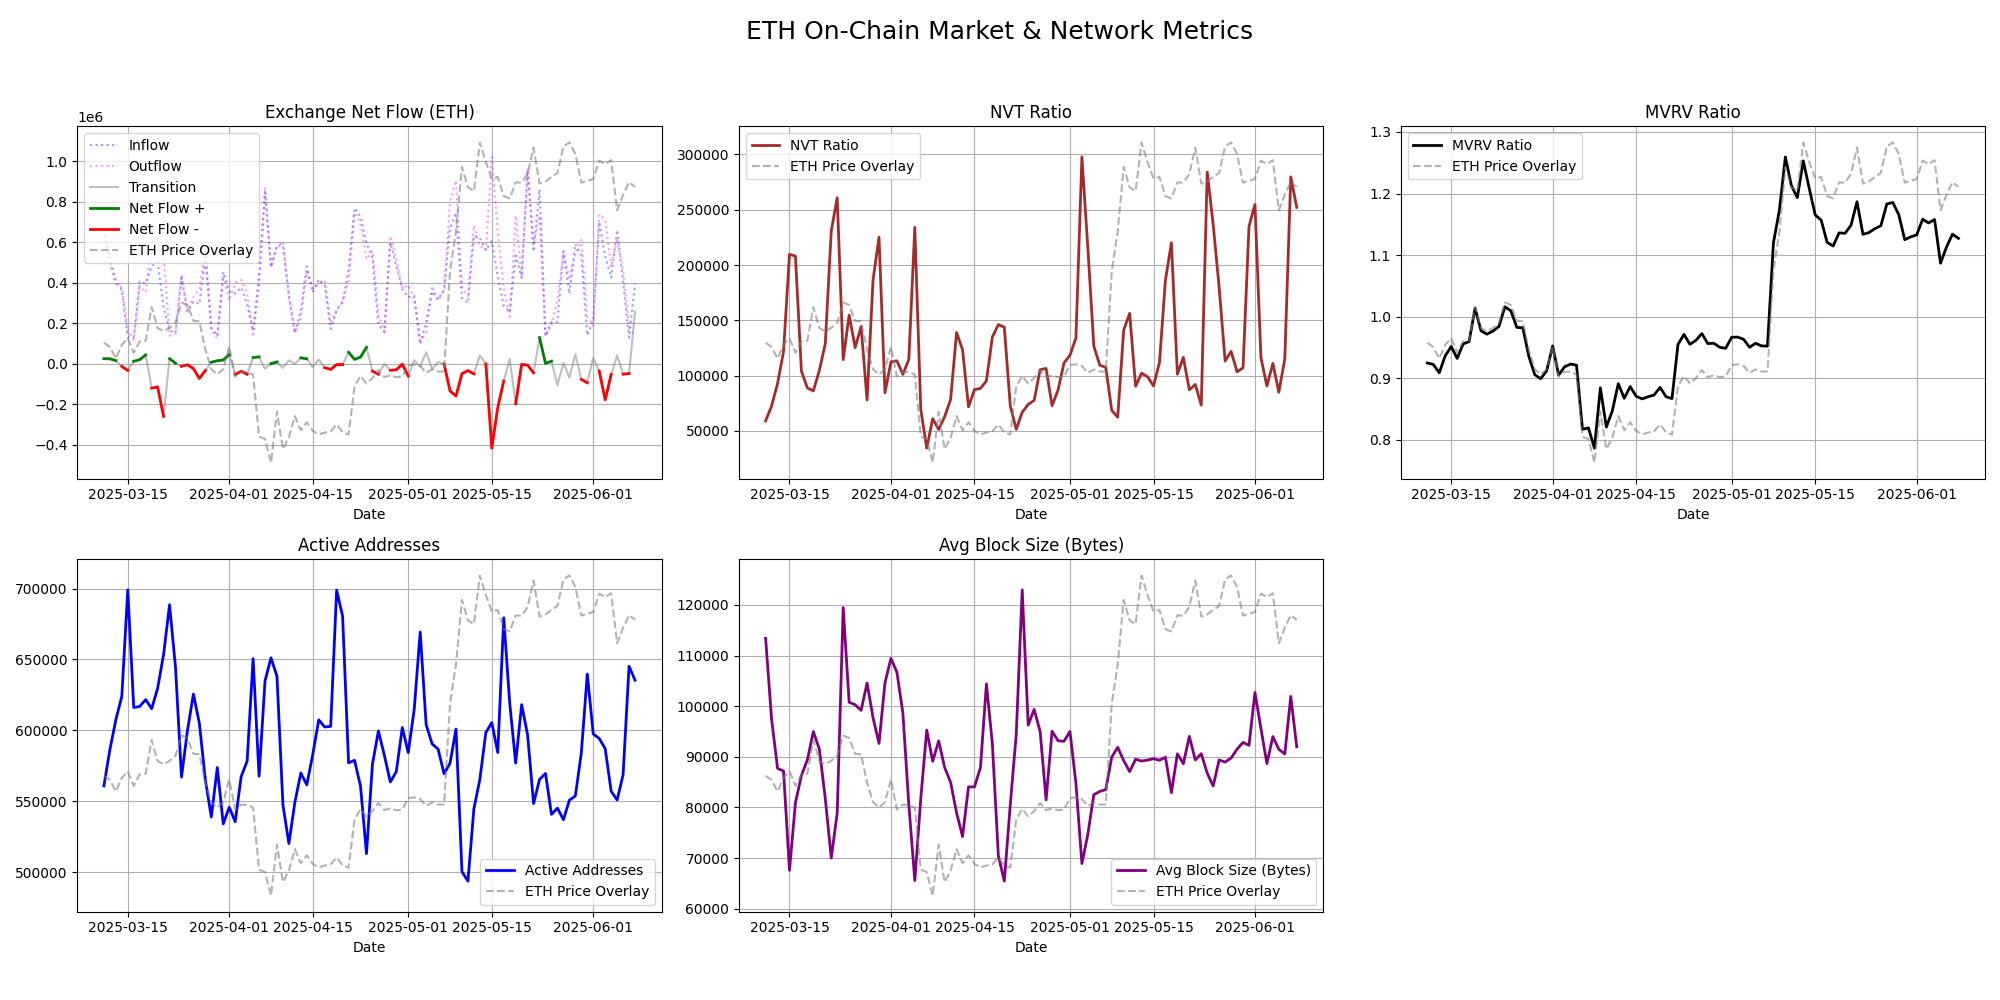 ETH On-Chain Market & Network Metrics
Exchange Net Flow (ETH)
1e6
Inflow
Outflow
Transition
Net Flow +
Net Flow -
ETH Price Overlay
1.0
0.8
0.6
0.4
0.2
0.0
−0.2
−0.4
2025-03-15 2025-04-01 2025-04-15 2025-05-01 2025-05-15 2025-06-01
Date
NVT Ratio
NVT Ratio
ETH Price Overlay
300000
250000
200000
150000
100000
50000
2025-03-15 2025-04-01 2025-04-15 2025-05-01 2025-05-15 2025-06-01
Date
MVRV Ratio
MVRV Ratio
ETH Price Overlay
1.3
1.2
1.1
1.0
0.9
0.8
2025-03-15 2025-04-01 2025-04-15 2025-05-01 2025-05-15 2025-06-01
Date
Active Addresses
700000
650000
600000
550000
500000
Active Addresses
ETH Price Overlay
2025-03-15 2025-04-01 2025-04-15 2025-05-01 2025-05-15 2025-06-01
Date
Avg Block Size (Bytes)
120000
110000
100000
90000
80000
70000
60000
Avg Block Size (Bytes)
ETH Price Overlay
2025-03-15 2025-04-01 2025-04-15 2025-05-01 2025-05-15 2025-06-01
Date